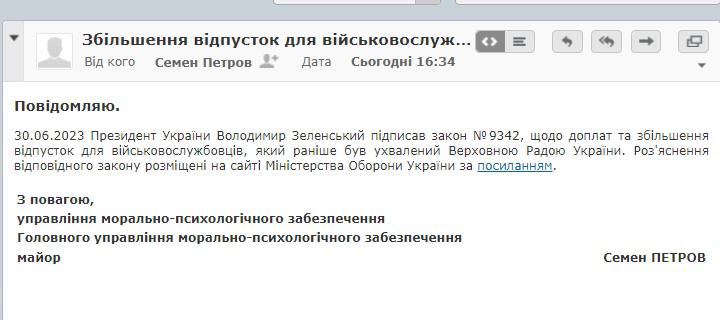 Збільшення відпусток для військовослуж...
Від кого Семен Петров Дата Сьогодні 16:34
Повідомляю.
30.06.2023 Президент України Володимир Зеленський підписав закон №9342, щодо доплат та збільшення
відпусток для військовослужбовців, який раніше був ухвалений Верховною Радою України. Роз'яснення
відповідного закону розміщені на сайті Міністерства Оборони України за посиланням.
З повагою,
управління морально-психологічного забезпечення
Головного управління морально-психологічного забезпечення
майор Семен ПЕТРОВ